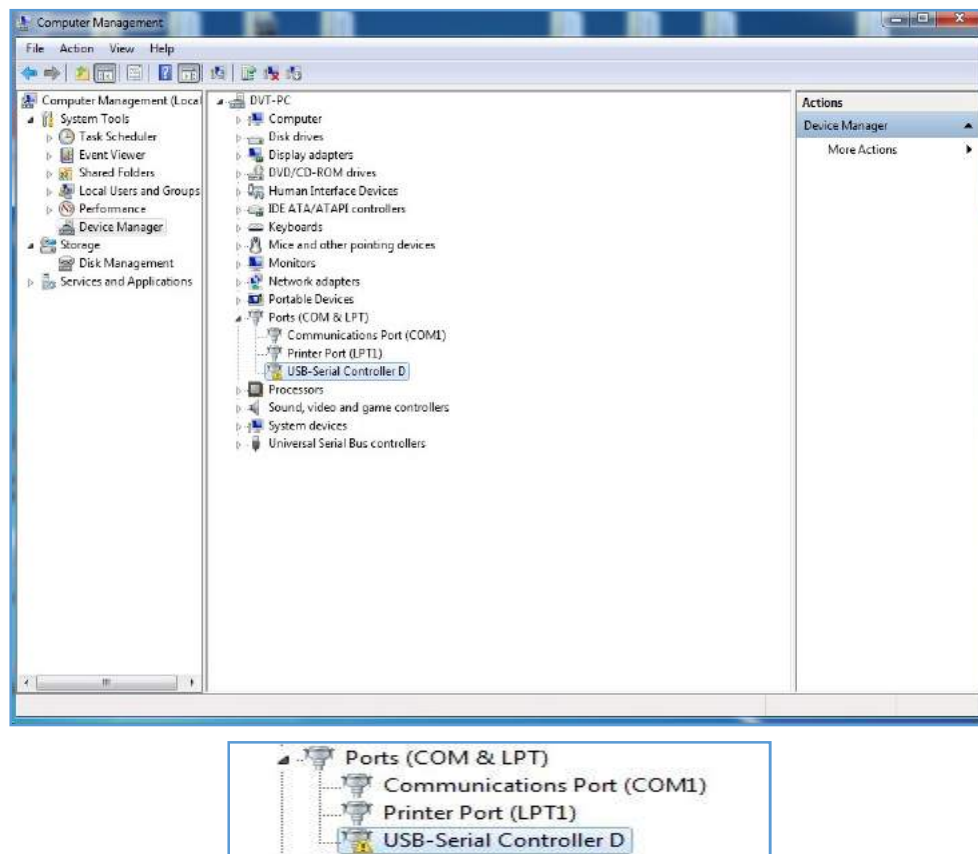 Computer Management
File Action View Help
Computer Management (Local
System Tools
Task Scheduler
Event Viewer
Shared Folders
Local Users and Groups
Performance
Device Manager
Storage
Disk Management
Services and Applications
DVT-PC
Computer
Disk drives
Display adapters
DVD/CD-ROM drives
Human Interface Devices
IDE ATA/ATAPI controllers
Keyboards
Mice and other pointing devices
Monitors
Network adapters
Portable Devices
Ports (COM & LPT)
Communications Port (COM1)
Printer Port (LPT1)
USB-Serial Controller D
Processors
Sound, video and game controllers
System devices
Universal Serial Bus controllers
Actions
Device Manager
More Actions
Ports (COM & LPT)
Communications Port (COM1)
Printer Port (LPT1)
USB-Serial Controller D